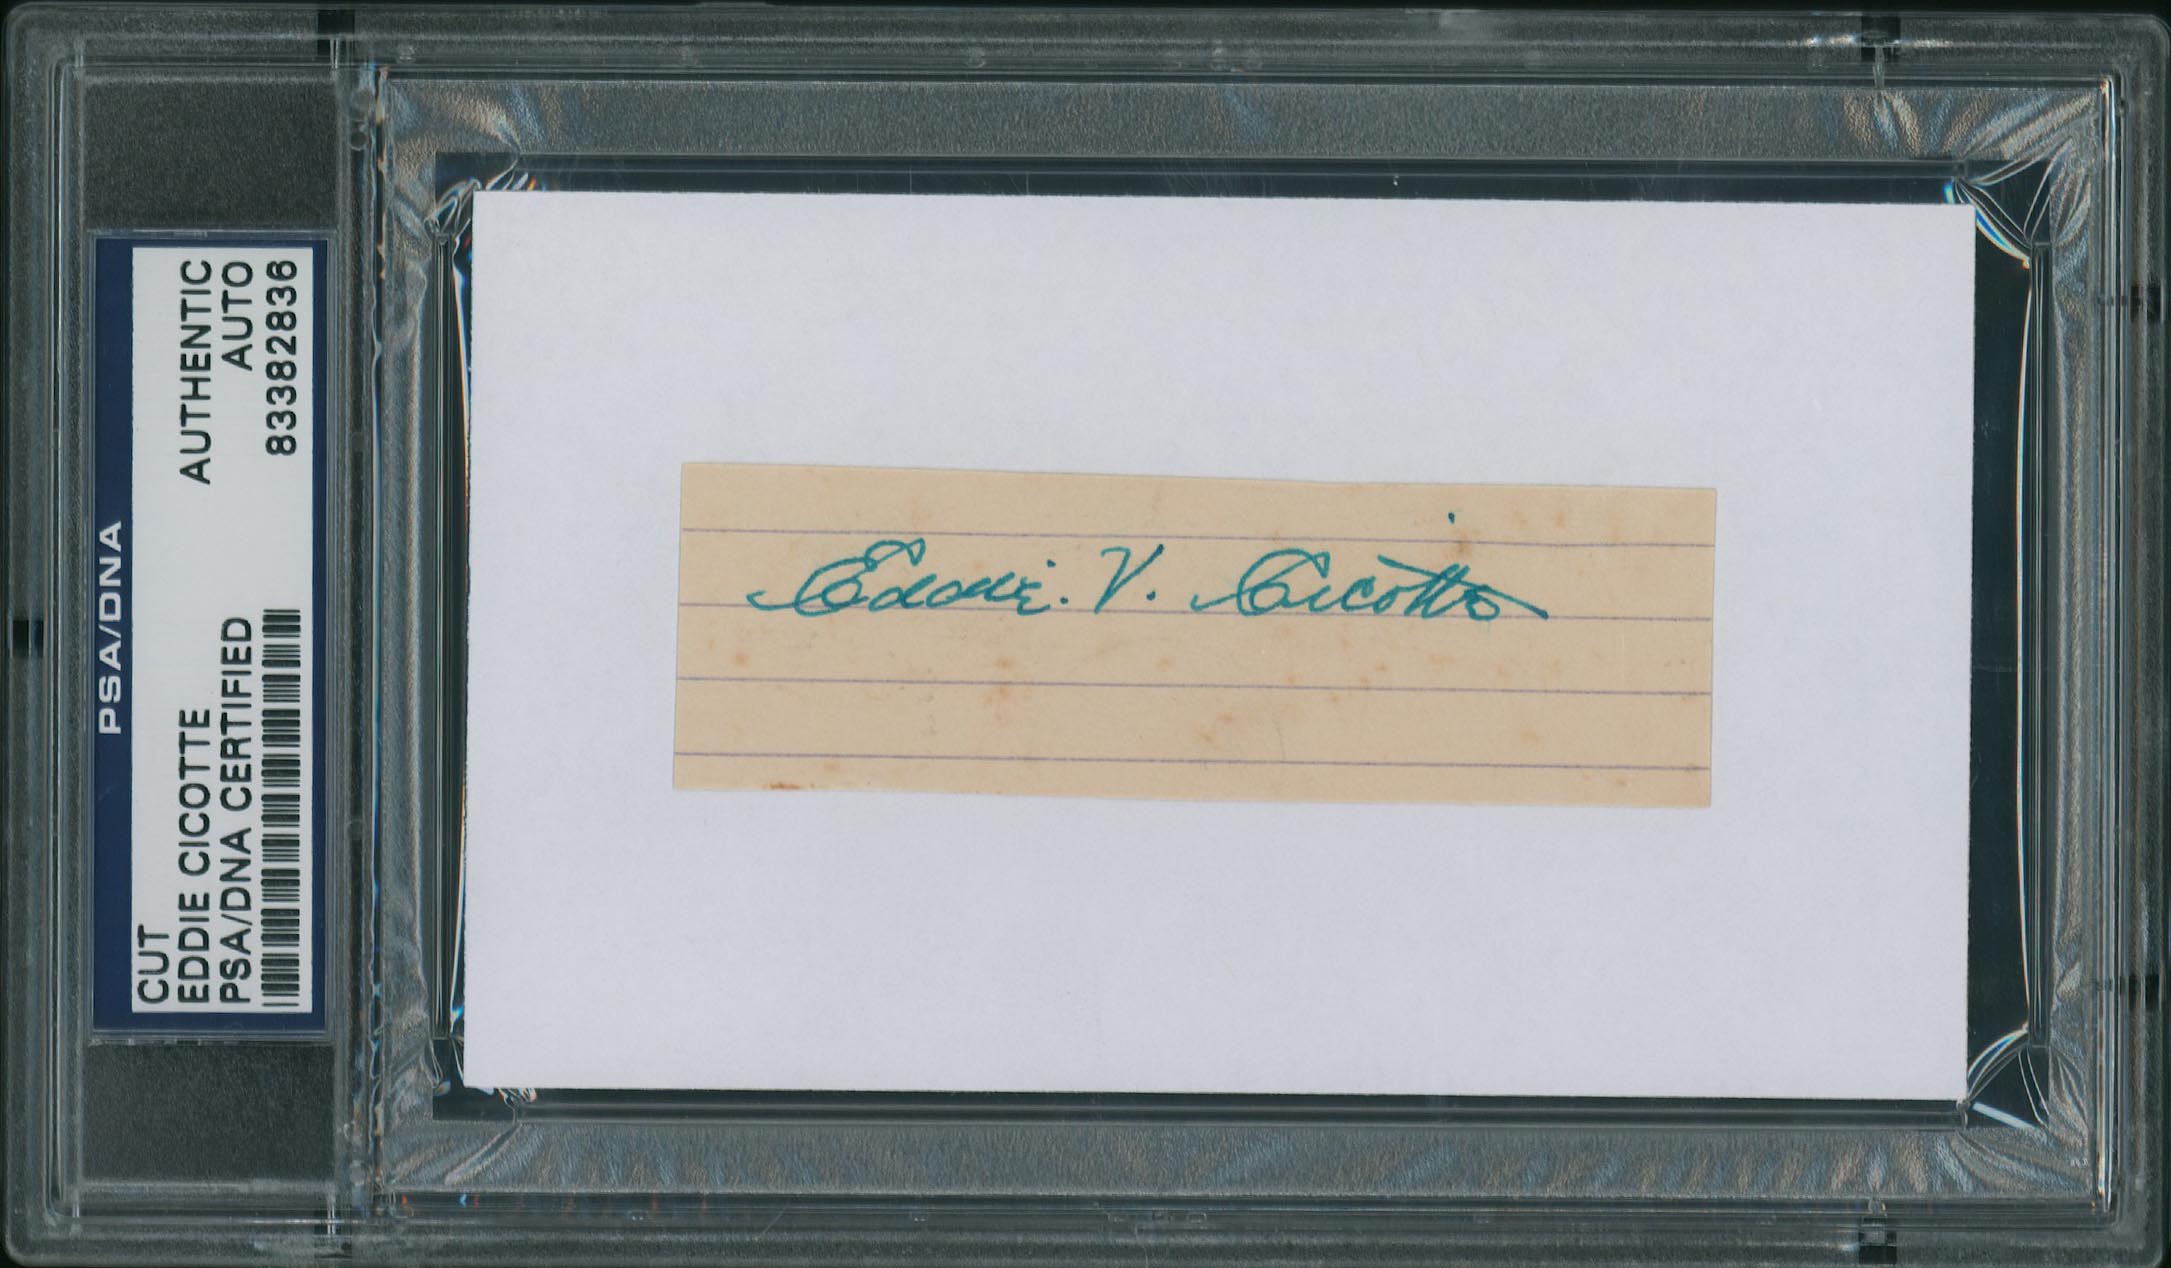 PSA/DNA
CUT
AUTHENTIC
EDDIE CICOTTE
AUTO
PSA/DNA CERTIFIED
83382836
Eddie. V. Cicotte